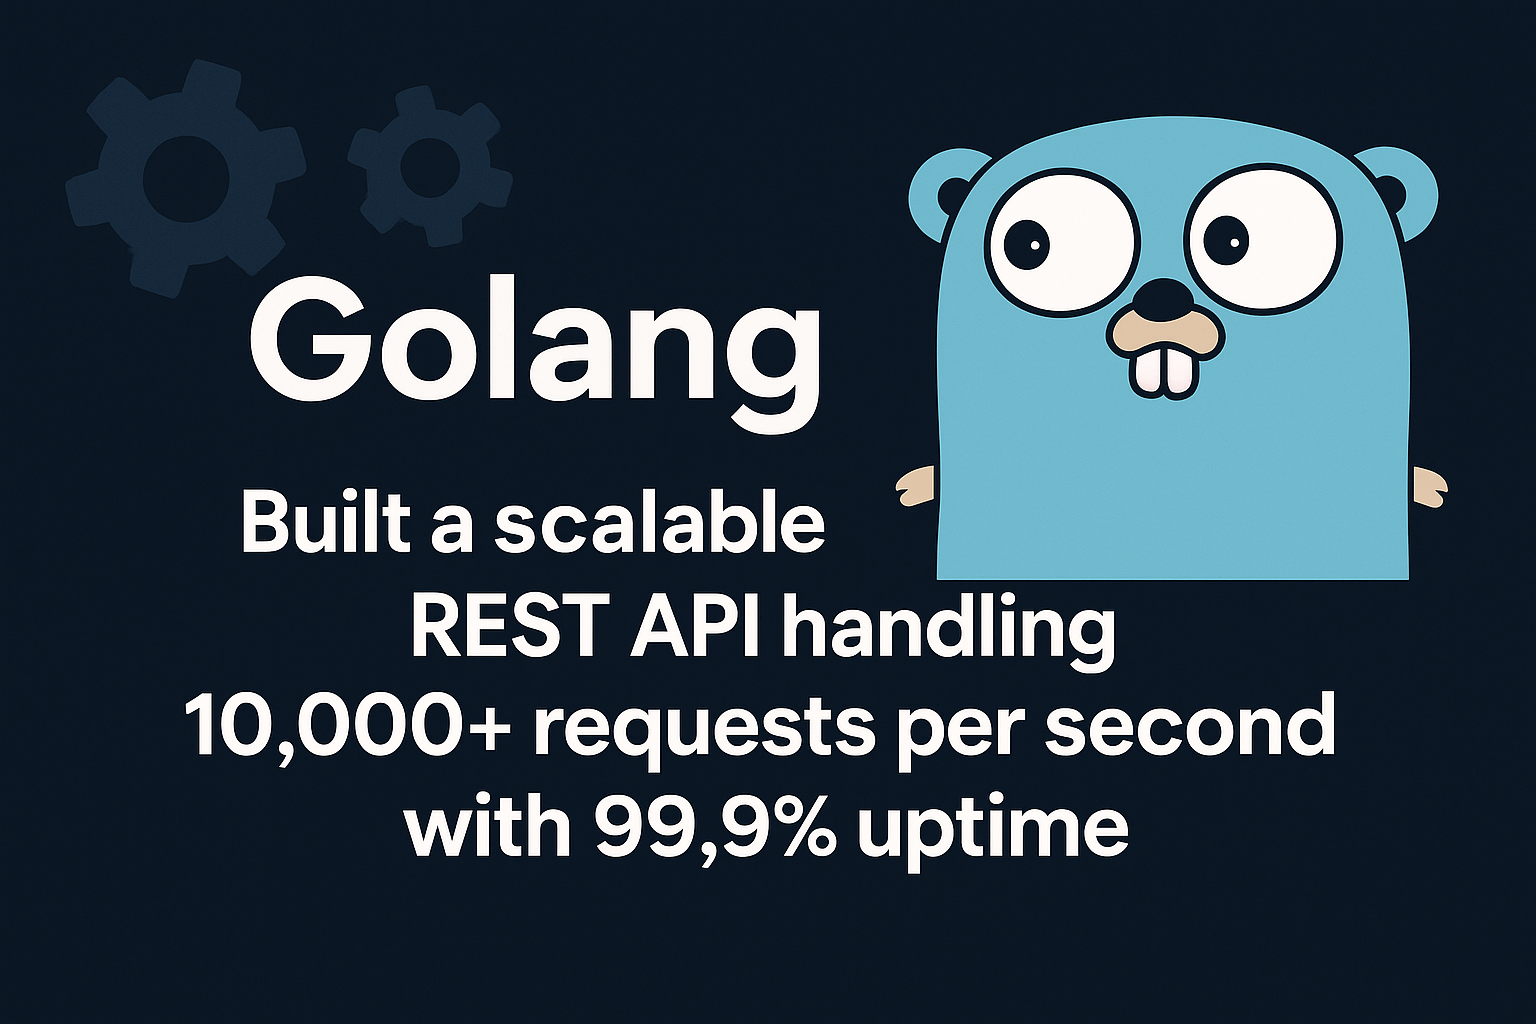 Golang
Built a scalable
REST API handling
10,000+ requests per second
with 99,9% uptime